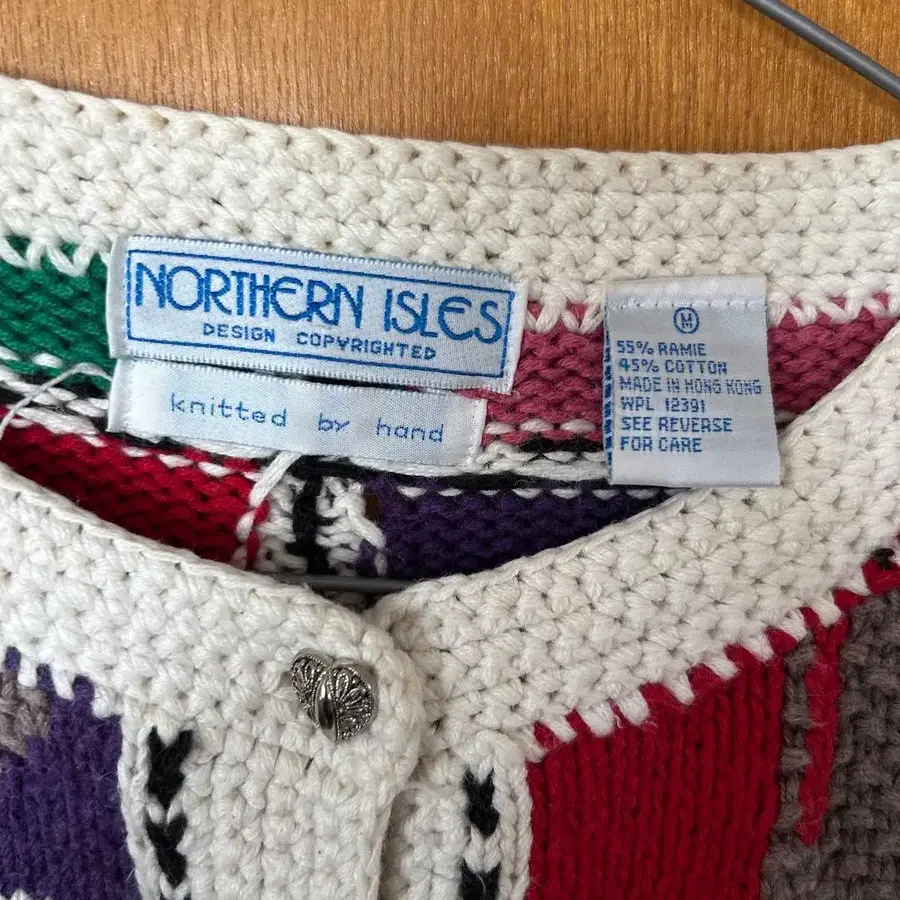 NORTHERN ISLES
DESIGN COPYRIGHTED
knitted by hand
M
55% RAMIE
45% COTTON
MADE IN HONG KONG
WPL 12391
SEE REVERSE
FOR CARE